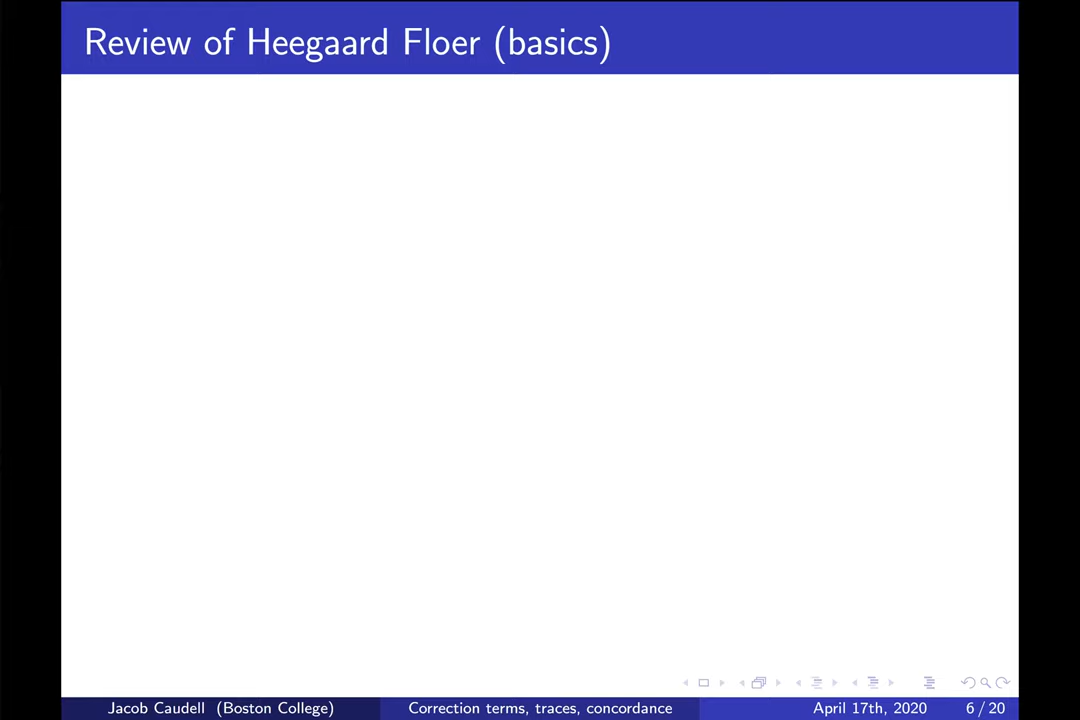 Review of Heegaard Floer (basics)
Jacob Caudell (Boston College) Correction terms, traces, concordance April 17th, 2020 6 / 20